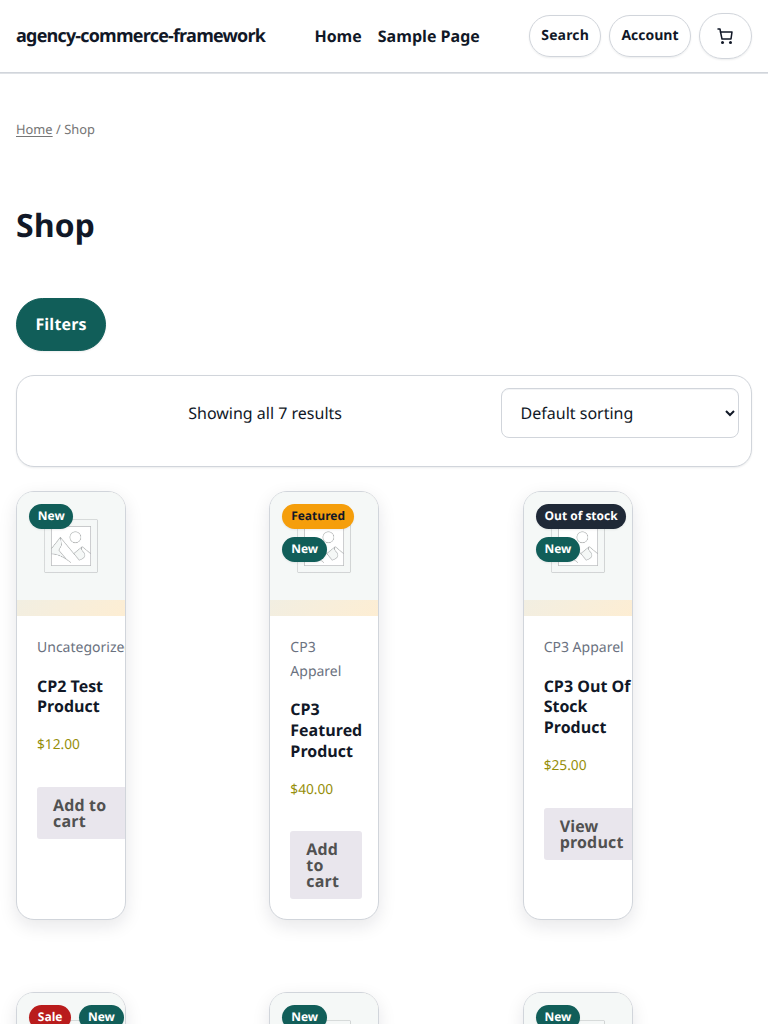 agency-commerce-framework Home Sample Page Search Account
Home / Shop
Shop
Filters
Showing all 7 results Default sorting
New
Uncategorize
CP2 Test
Product
$12.00
Add to
cart
Featured
New
CP3
Apparel
CP3
Featured
Product
$40.00
Add
to
cart
Out of stock
New
CP3 Apparel
CP3 Out Of
Stock
Product
$25.00
View
product
Sale New
New
New